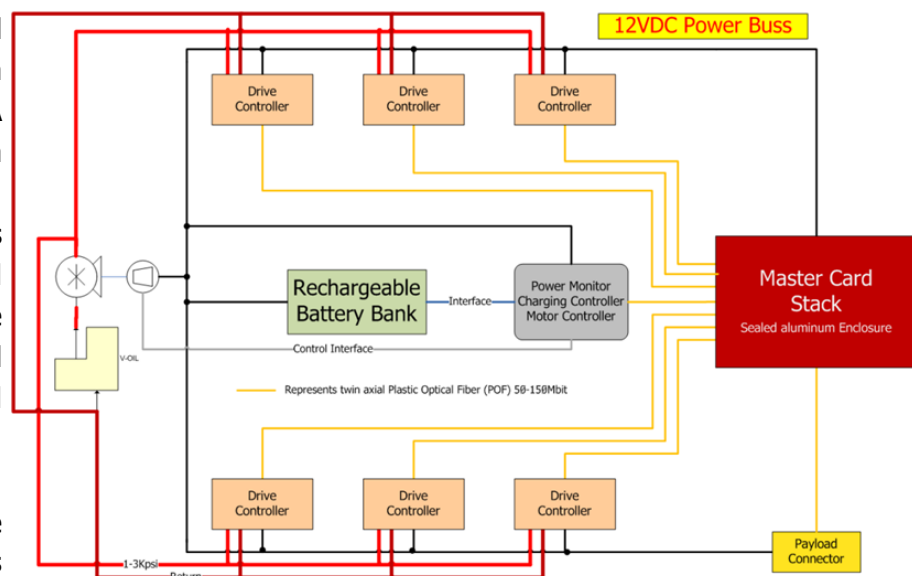 12VDC Power Buss
Drive
Controller
Drive
Controller
Drive
Controller
Rechargeable
Battery Bank
Interface
Power Monitor
Charging Controller
Motor Controller
Master Card
Stack
Sealed aluminum Enclosure
Control Interface
V-OIL
Represents twin axial Plastic Optical Fiber (POF) 50-150Mbit
Drive
Controller
Drive
Controller
Drive
Controller
Payload
Connector
1-3Kpsi
Return